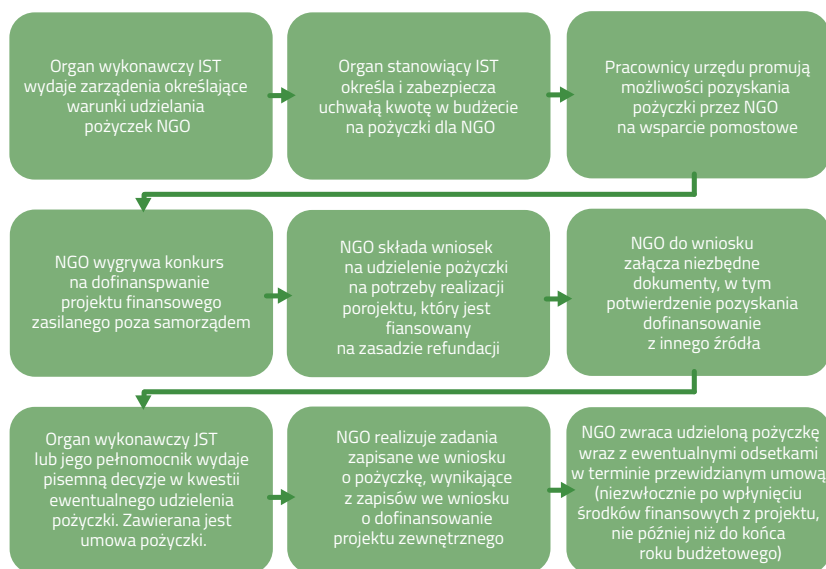 Organ wykonawczy IST
wydaje zarządzenia określające
warunki udzielania
pożyczek NGO
Organ stanowiący IST
określa i zabezpiecza
uchwałą kwotę w budżecie
na pożyczki dla NGO
Pracownicy urzędu promują
możliwości pozyskania
pożyczki przez NGO
na wsparcie pomostowe
NGO wygrywa konkurs
na dofinanspwanie
projektu finansowego
zasilanego poza samorządem
NGO składa wniosek
na udzielenie pożyczki
na potrzeby realizacji
porojektu, który jest
fiansowany
na zasadzie refundacji
NGO do wniosku
załącza niezbędne
dokumenty, w tym
potwierdzenie pozyskania
dofinansowanie
z innego źródła
Organ wykonawczy JST
lub jego pełnomocnik wydaje
pisemną decyzje w kwestii
ewentualnego udzielenia
pożyczki. Zawierana jest
umowa pożyczki.
NGO realizuje zadania
zapisane we wniosku
o pożyczkę, wynikające
z zapisów we wniosku
o dofinansowanie
projektu zewnętrznego
NGO zwraca udzieloną pożyczkę
wraz z ewentualnymi odsetkami
w terminie przewidzianym umową
(niezwłocznie po wpłynięciu
środków finansowych z projektu,
nie później niż do końca
roku budżetowego)